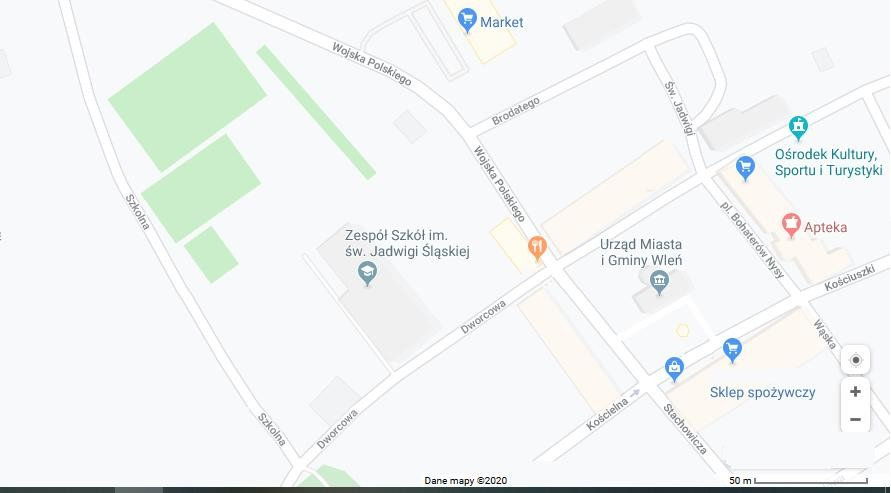 Market
Wojska Polskiego
Brodatego
Św. Jadwigi
Ośrodek Kultury,
Sportu i Turystyki
Wojska Polskiego
Szkolna
Apteka
pl. Bohaterów Nysy
Zespół Szkół im.
św. Jadwigi Śląskiej
Urząd Miasta
i Gminy Wleń
Kościuszki
Dworcowa
Wąska
Sklep spożywczy
Kościelna
Stachowicza
Szkolna
Dworcowa
Dane mapy ©2020
50 m